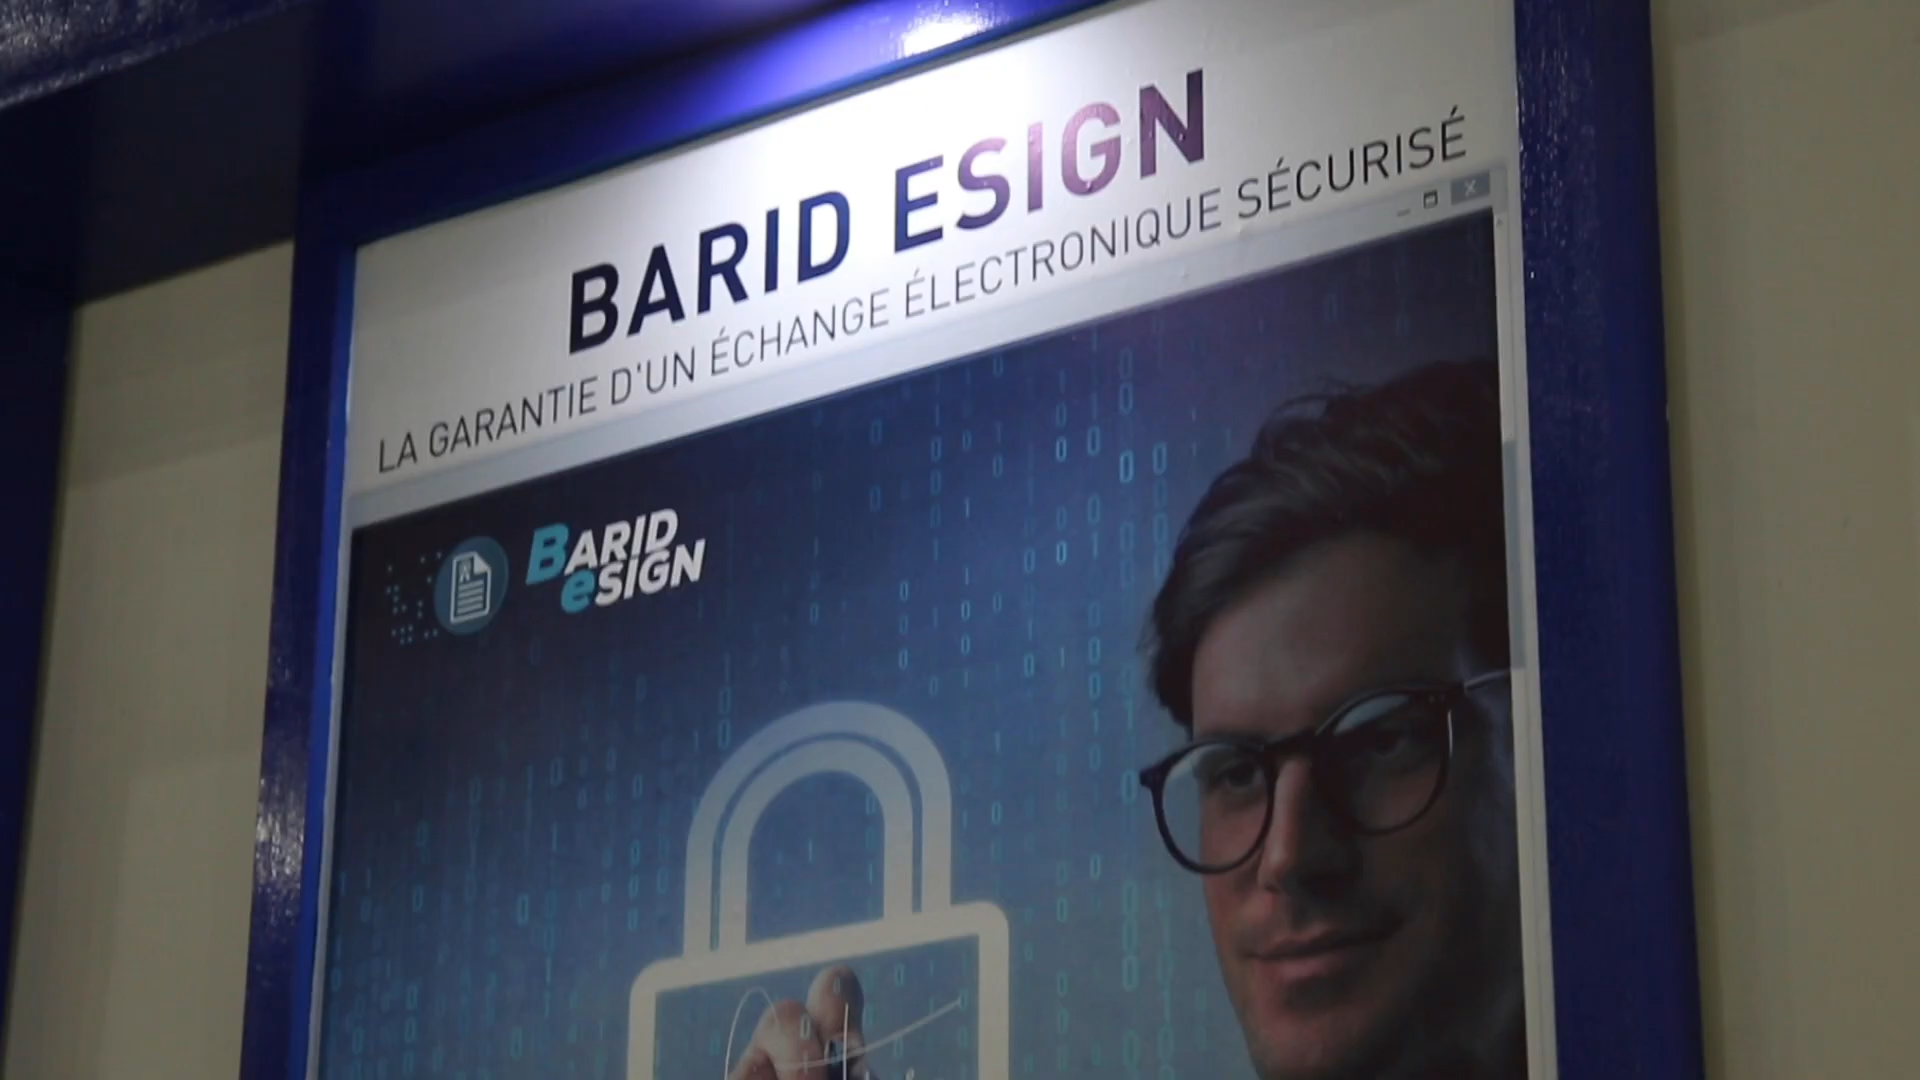 BARID ESIGN
LA GARANTIE D'UN ÉCHANGE ÉLECTRONIQUE SÉCURISÉ
BARID
eSIGN